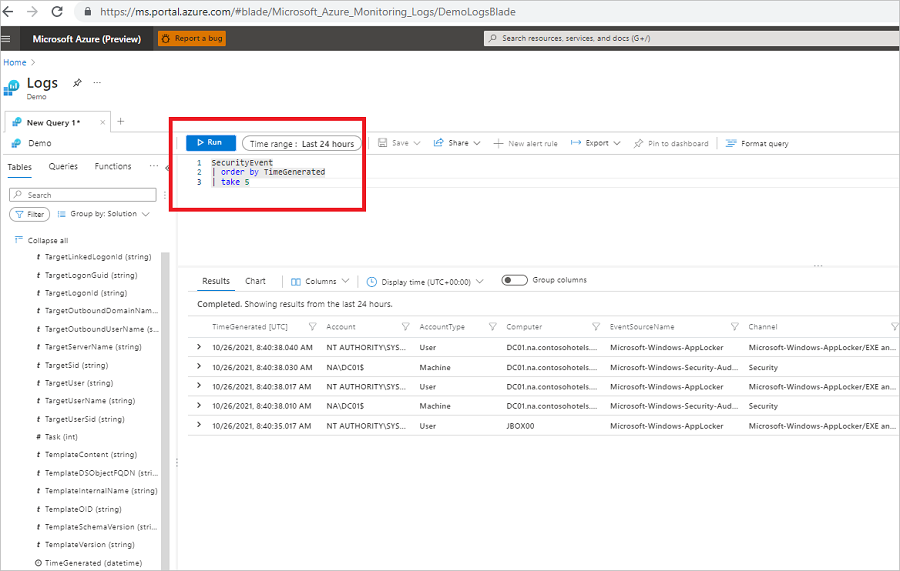 https://ms.portal.azure.com/#blade/Microsoft_Azure_Monitoring_Logs/DemoLogsBlade
Microsoft Azure (Preview) Report a bug Search resources, services, and docs (G+/)
Home
Logs
Demo
New Query 1*
Demo Run Time range : Last 24 hours Save Share New alert rule Export Pin to dashboard Format query
Tables Queries Functions
1 SecurityEvent
2 | order by TimeGenerated
3 | take 5
Search
Filter Group by: Solution
Collapse all
t TargetLinkedLogonId (string)
t TargetLogonGuid (string)
t TargetLogonId (string)
t TargetOutboundDomainNam...
t TargetOutboundUserName (s...
t TargetServerName (string)
t TargetSid (string)
t TargetUser (string)
t TargetUserName (string)
t TargetUserSid (string)
# Task (int)
t TemplateContent (string)
t TemplateDSObjectFQDN (strin...
t TemplateInternalName (string)
t TemplateOID (string)
t TemplateSchemaVersion (strin...
t TemplateVersion (string)
TimeGenerated (datetime)
Results Chart Columns Display time (UTC+00:00) Group columns
Completed. Showing results from the last 24 hours.
TimeGenerated [UTC] Account AccountType Computer EventSourceName Channel
10/26/2021, 8:40:38.040 AM NT AUTHORITY\SYS... User DC01.na.contosohotels.... Microsoft-Windows-AppLocker Microsoft-Windows-AppLocker/EXE an...
10/26/2021, 8:40:38.030 AM NA\DC01$ Machine DC01.na.contosohotels.... Microsoft-Windows-Security-Aud... Security
10/26/2021, 8:40:38.017 AM NT AUTHORITY\SYS... User DC01.na.contosohotels.... Microsoft-Windows-AppLocker Microsoft-Windows-AppLocker/EXE an...
10/26/2021, 8:40:38.010 AM NA\DC01$ Machine DC01.na.contosohotels.... Microsoft-Windows-Security-Aud... Security
10/26/2021, 8:40:35.017 AM NT AUTHORITY\SYS... User JBOX00 Microsoft-Windows-AppLocker Microsoft-Windows-AppLocker/EXE an...